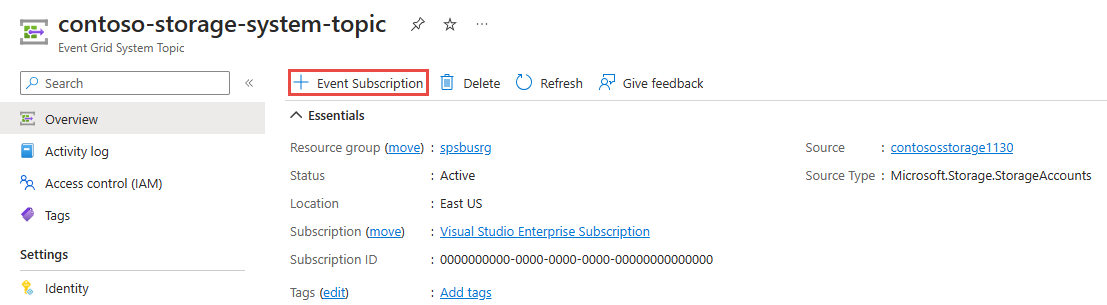 contoso-storage-system-topic
Event Grid System Topic
Search
Overview
Activity log
Access control (IAM)
Tags
Settings
Identity
Event Subscription Delete Refresh Give feedback
Essentials
Resource group (move) : spsbusrg
Status : Active
Location : East US
Subscription (move) : Visual Studio Enterprise Subscription
Subscription ID : 0000000000-0000-0000-0000-00000000000000
Tags (edit) : Add tags
Source : contososstorage1130
Source Type : Microsoft.Storage.StorageAccounts